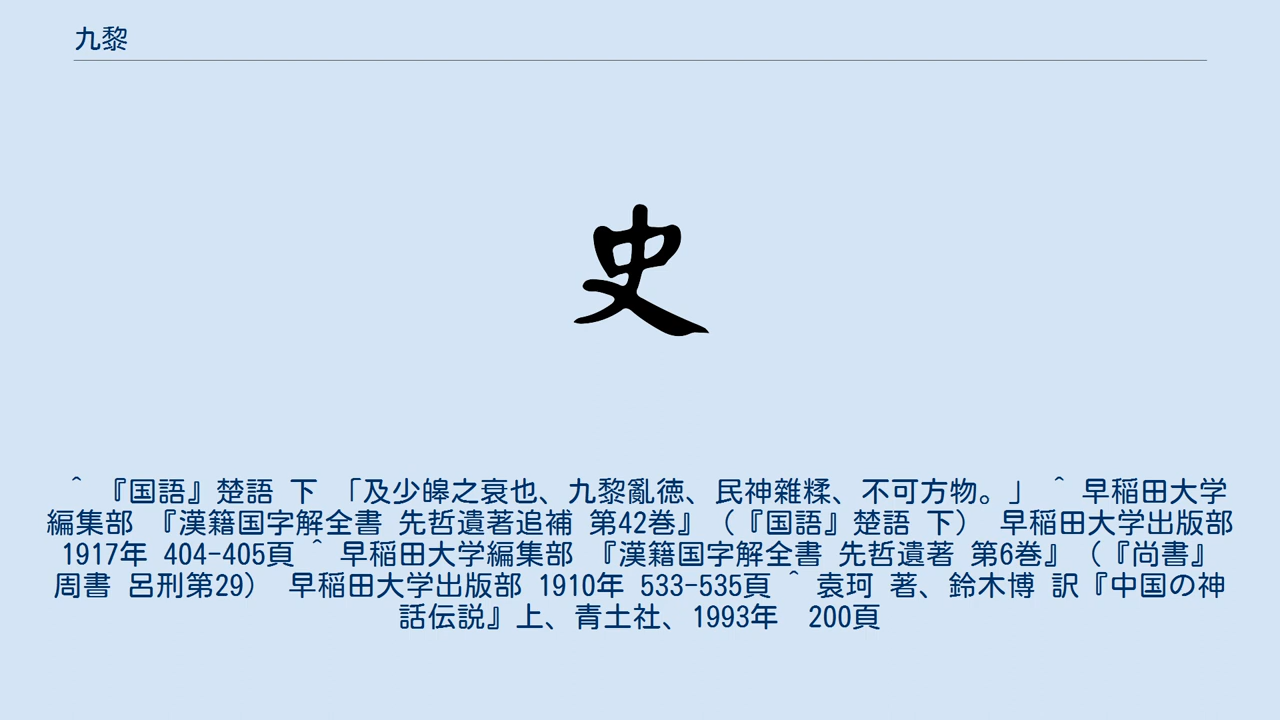 九黎
史
^ 『国語』楚語 下 「及少皞之衰也、九黎亂徳、民神雜糅、不可方物。」 ^ 早稲田大学
編集部 『漢籍国字解全書 先哲遺著追補 第42巻』（『国語』楚語 下） 早稲田大学出版部
1917年 404-405頁 ^ 早稲田大学編集部 『漢籍国字解全書 先哲遺著 第6巻』（『尚書』
周書 呂刑第29） 早稲田大学出版部 1910年 533-535頁 ^ 袁珂 著、鈴木博 訳『中国の神
話伝説』上、青土社、1993年　200頁